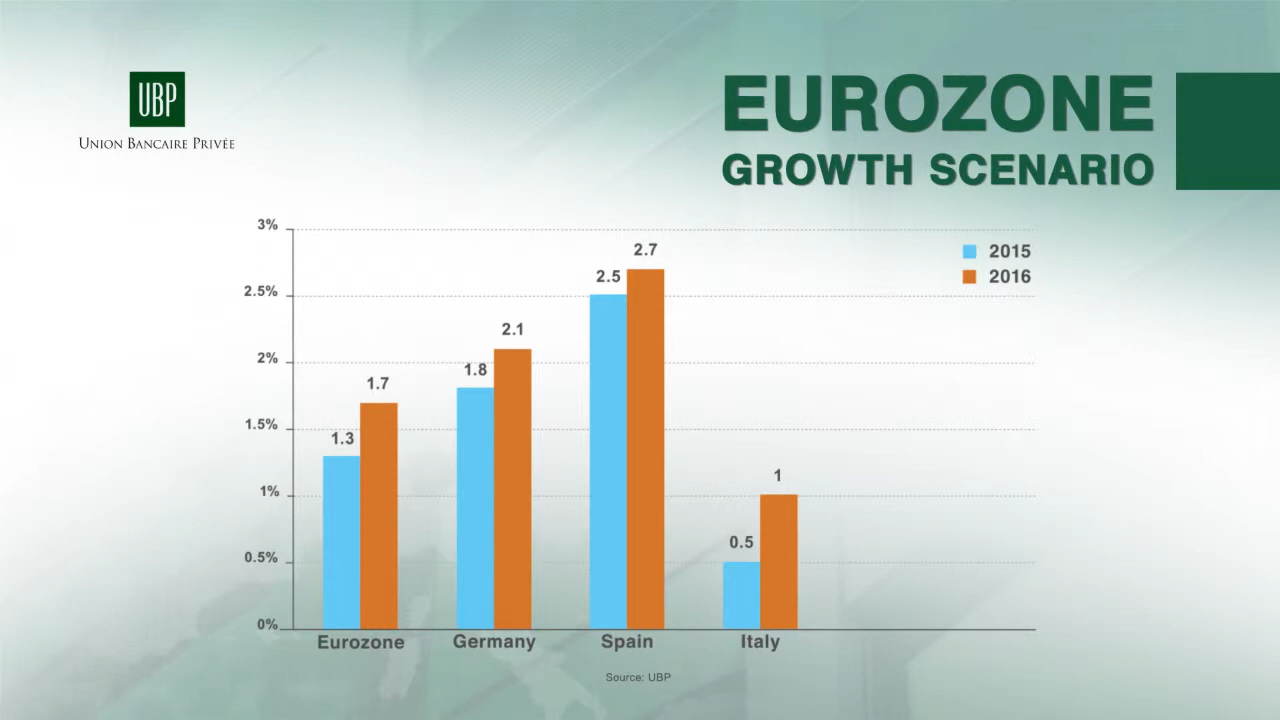 UBP
UNION BANCAIRE PRIVÉE
EUROZONE
GROWTH SCENARIO
3%
2.5%
2%
1.5%
1%
0.5%
0%
2015
2016
1.3
1.7
1.8
2.1
2.5
2.7
0.5
1
Eurozone
Germany
Spain
Italy
Source: UBP